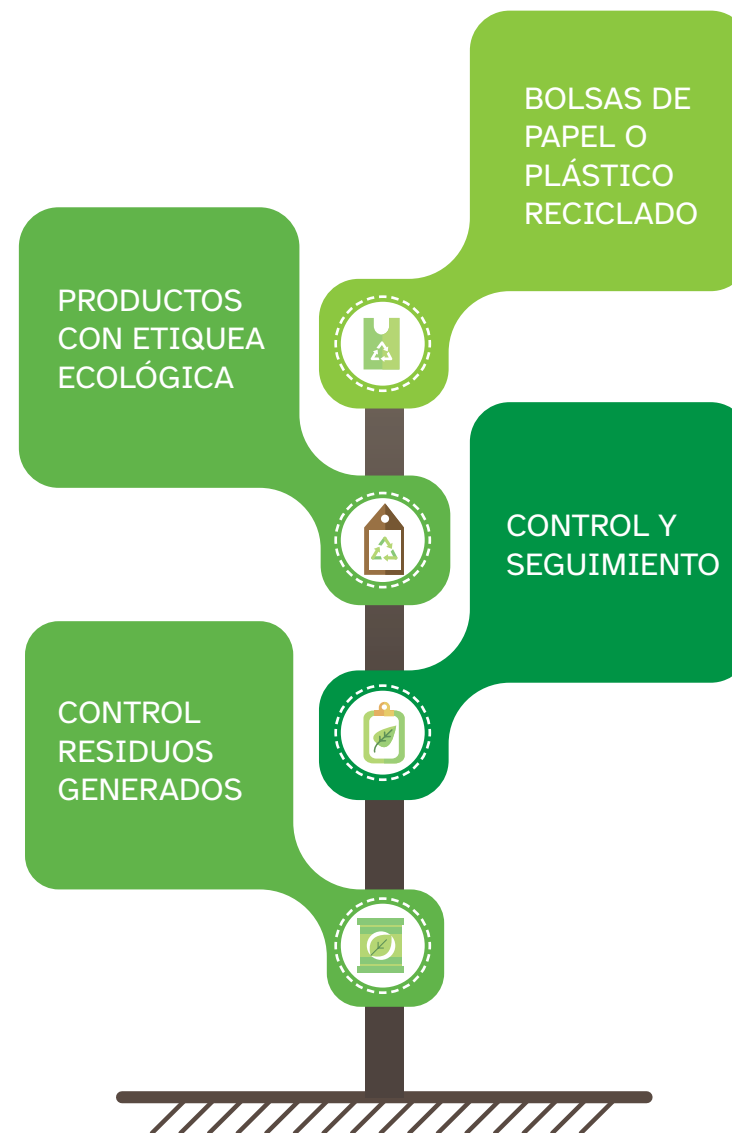 BOLSAS DE
PAPEL O
PLÁSTICO
RECICLADO
PRODUCTOS
CON ETIQUEA
ECOLÓGICA
CONTROL Y
SEGUIMIENTO
CONTROL
RESIDUOS
GENERADOS